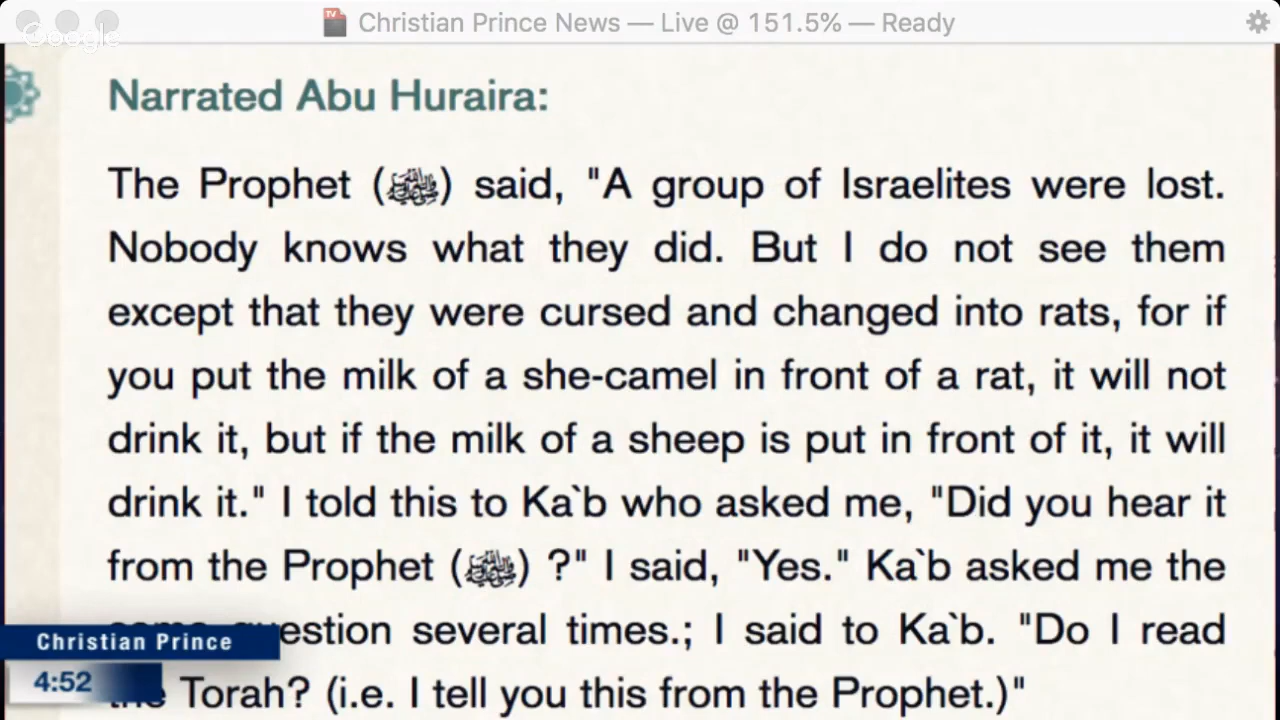 Christian Prince News — Live @ 151.5% — Ready
Google
Narrated Abu Huraira:
The Prophet (ﷺ) said, "A group of Israelites were lost.
Nobody knows what they did. But I do not see them
except that they were cursed and changed into rats, for if
you put the milk of a she-camel in front of a rat, it will not
drink it, but if the milk of a sheep is put in front of it, it will
drink it." I told this to Ka`b who asked me, "Did you hear it
from the Prophet (ﷺ) ?" I said, "Yes." Ka`b asked me the
same question several times.; I said to Ka`b. "Do I read
the Torah? (i.e. I tell you this from the Prophet.)"
Christian Prince
4:52